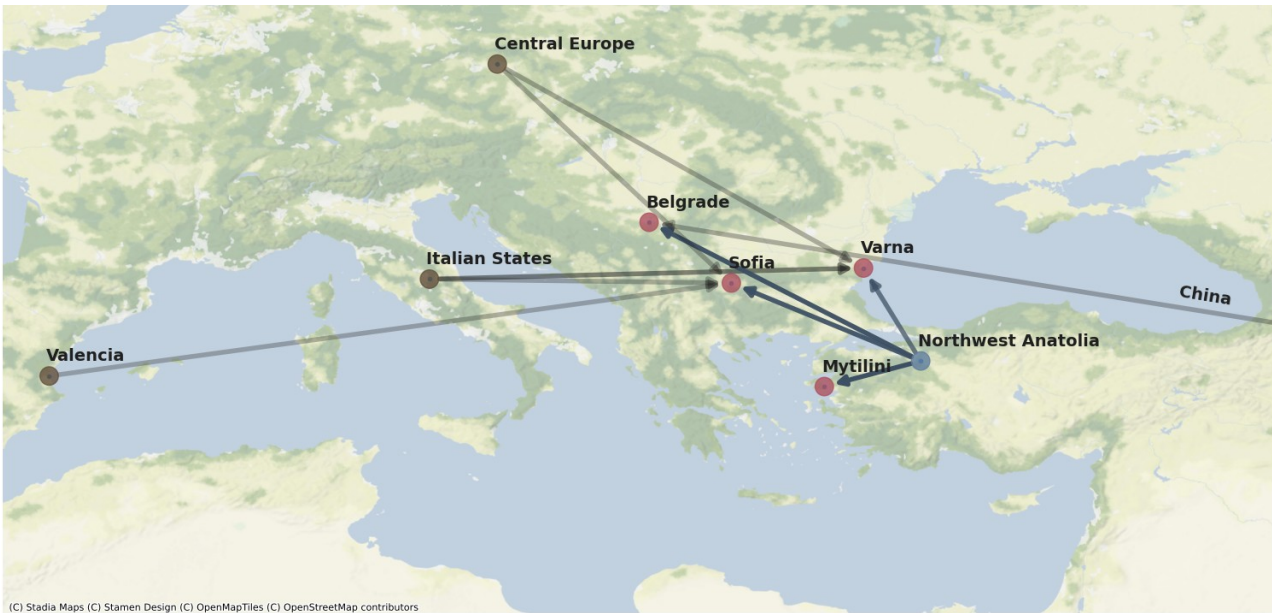 Central Europe
Belgrade
Varna
Italian States
Sofia
China
Northwest Anatolia
Valencia
Mytilini
(C) Stadia Maps (C) Stamen Design (C) OpenMapTiles (C) OpenStreetMap contributors